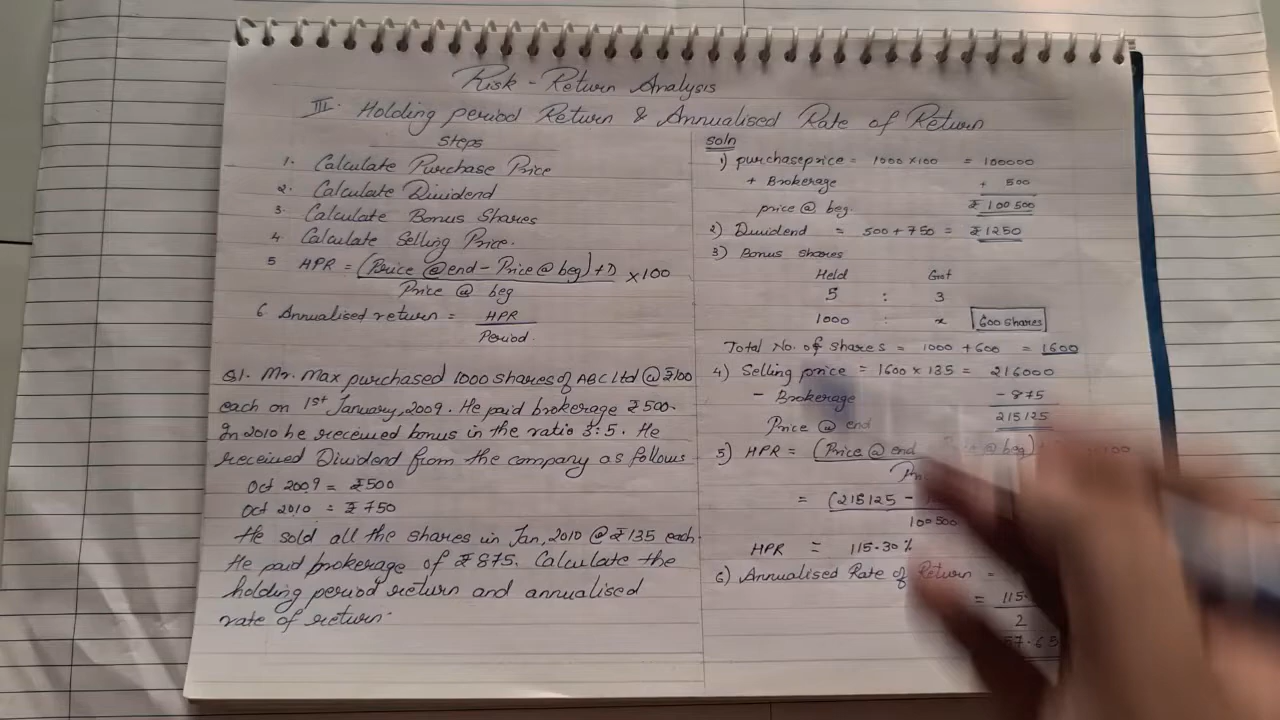 Risk - Return Analysis
III. Holding period Return & Annualised Rate of Return
Steps
1. Calculate Purchase Price
2. Calculate Dividend
3. Calculate Bonus Shares
4. Calculate Selling Price.
5 HPR = (Price @ end - Price @ beg) + D × 100
Price @ beg
6. Annualised return = HPR
Period.
Q1. Mr. Max purchased 1000 shares of ABC Ltd @ ₹100
each on 1st January, 2009. He paid brokerage ₹500.
In 2010 he received bonus in the ratio 3:5. He
received Dividend from the company as follows
Oct 2009 = ₹500
Oct 2010 = ₹750
He sold all the shares in Jan, 2010 @ ₹135 each
He paid brokerage of ₹875. Calculate the
holding period return and annualised
rate of return.
Soln
1) purchase price = 1000 × 100 = 100000
+ Brokerage + 500
price @ beg. ₹ 100 500
2) Dividend = 500 + 750 = ₹1250
3) Bonus shares
Held Got
5 : 3
1000 : x 600 shares
Total No. of shares = 1000 + 600 = 1600
4) Selling price = 1600 × 135 = 216000
- Brokerage - 875
Price @ end 215125
5) HPR = (Price @ end @ beg)
= (215125 -
100500
HPR = 115.30%
6) Annualised Rate of Return =
= 115.
2
57.65